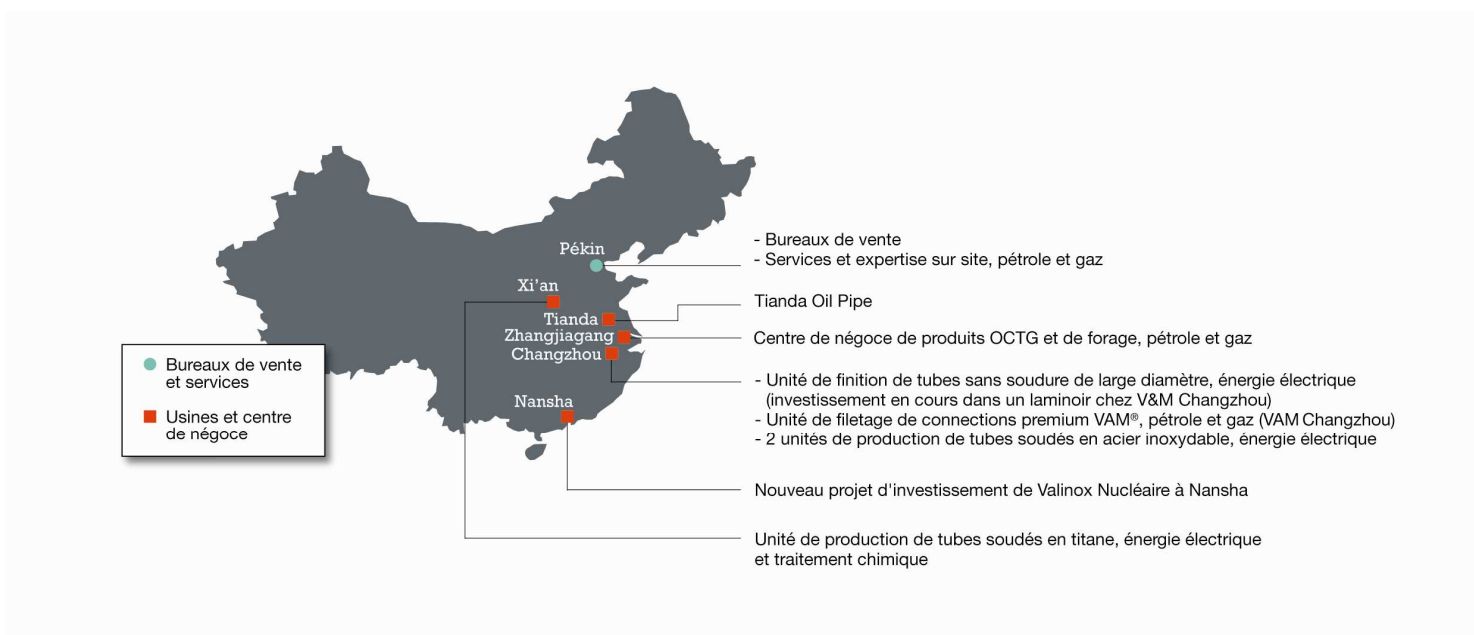 Pékin
Xi’an
Tianda
Zhangjiagang
Changzhou
Nansha
Bureaux de vente
et services
Usines et centre
de négoce
- Bureaux de vente
- Services et expertise sur site, pétrole et gaz
Tianda Oil Pipe
Centre de négoce de produits OCTG et de forage, pétrole et gaz
- Unité de finition de tubes sans soudure de large diamètre, énergie électrique
(investissement en cours dans un laminoir chez V&M Changzhou)
- Unité de filetage de connections premium VAM®, pétrole et gaz (VAM Changzhou)
- 2 unités de production de tubes soudés en acier inoxydable, énergie électrique
Nouveau projet d'investissement de Valinox Nucléaire à Nansha
Unité de production de tubes soudés en titane, énergie électrique
et traitement chimique